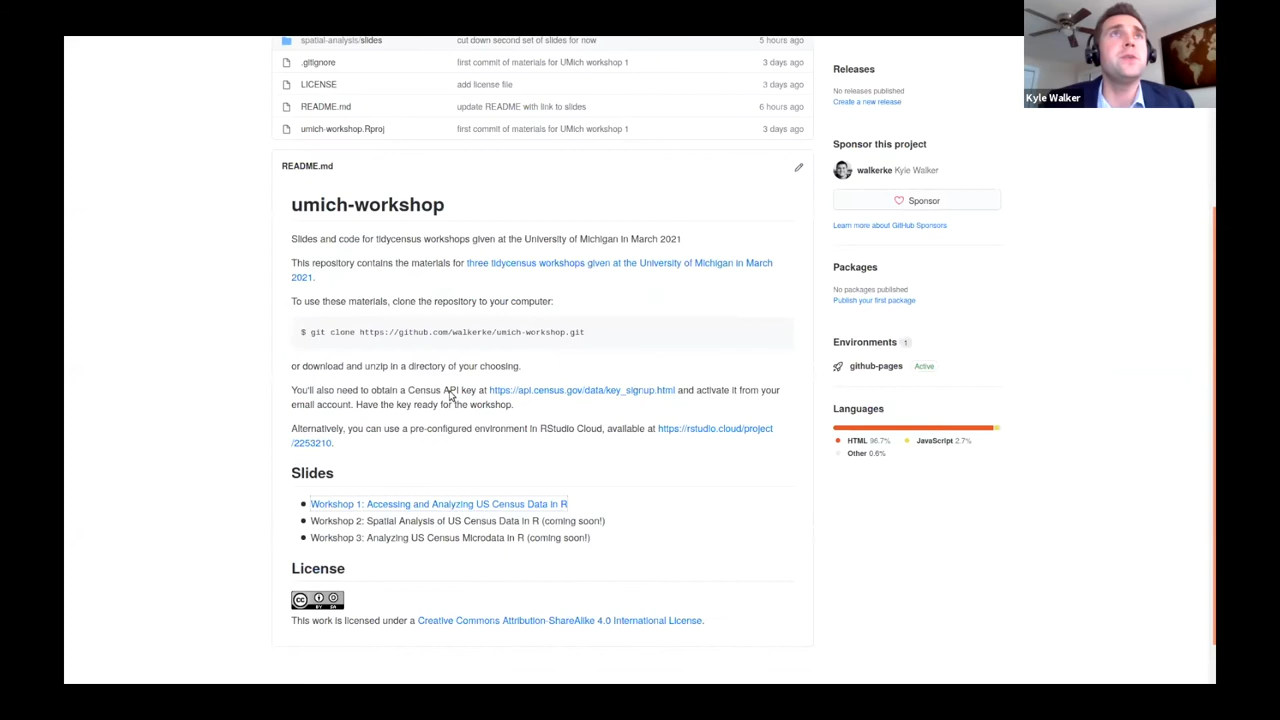 spatial-analysis/slides cut down second set of slides for now 5 hours ago
.gitignore first commit of materials for UMich workshop 1 3 days ago
LICENSE add license file 3 days ago
README.md update README with link to slides 6 hours ago
umich-workshop.Rproj first commit of materials for UMich workshop 1 3 days ago
README.md
umich-workshop
Slides and code for tidycensus workshops given at the University of Michigan in March 2021
This repository contains the materials for three tidycensus workshops given at the University of Michigan in March
2021.
To use these materials, clone the repository to your computer:
$ git clone https://github.com/walkerke/umich-workshop.git
or download and unzip in a directory of your choosing.
You'll also need to obtain a Census API key at https://api.census.gov/data/key_signup.html and activate it from your
email account. Have the key ready for the workshop.
Alternatively, you can use a pre-configured environment in RStudio Cloud, available at https://rstudio.cloud/project
/2253210.
Slides
Workshop 1: Accessing and Analyzing US Census Data in R
Workshop 2: Spatial Analysis of US Census Data in R (coming soon!)
Workshop 3: Analyzing US Census Microdata in R (coming soon!)
License
CC BY SA
This work is licensed under a Creative Commons Attribution-ShareAlike 4.0 International License.
Releases
No releases published
Create a new release
Sponsor this project
walkerke Kyle Walker
Sponsor
Learn more about GitHub Sponsors
Packages
No packages published
Publish your first package
Environments 1
github-pages Active
Languages
HTML 96.7% JavaScript 2.7%
Other 0.6%
Kyle Walker